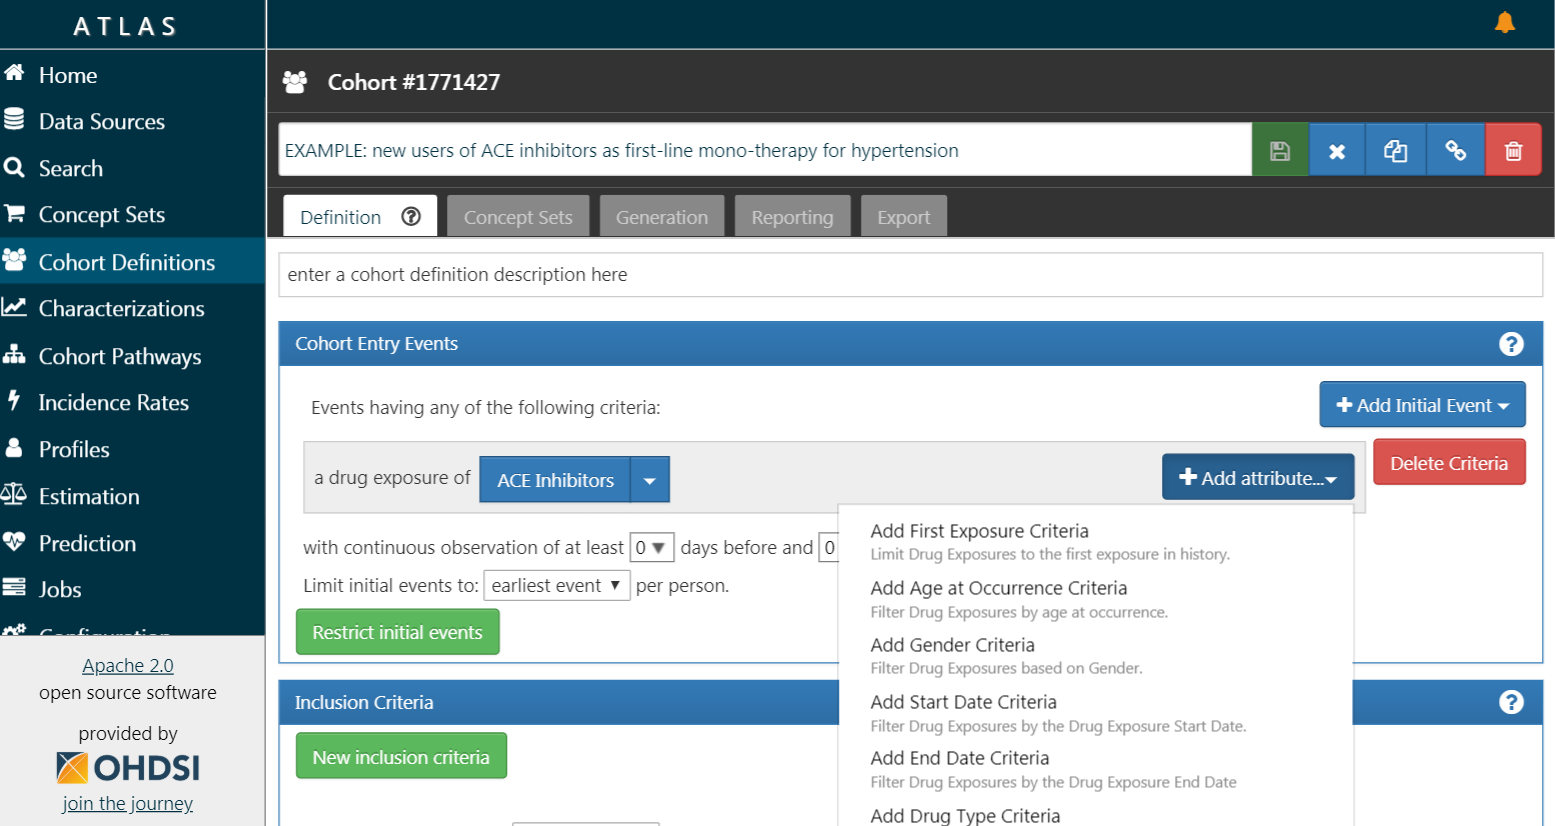 ATLAS
Home
Data Sources
Search
Concept Sets
Cohort Definitions
Characterizations
Cohort Pathways
Incidence Rates
Profiles
Estimation
Prediction
Jobs
Configuration
Apache 2.0
open source software
provided by
OHDSI
join the journey
Cohort #1771427
EXAMPLE: new users of ACE inhibitors as first-line mono-therapy for hypertension
Definition ?
Concept Sets
Generation
Reporting
Export
enter a cohort definition description here
Cohort Entry Events ?
Events having any of the following criteria:
+ Add Initial Event
a drug exposure of ACE Inhibitors
+ Add attribute...
Delete Criteria
with continuous observation of at least 0 days before and 0
Limit initial events to: earliest event per person.
Restrict initial events
Add First Exposure Criteria
Limit Drug Exposures to the first exposure in history.
Add Age at Occurrence Criteria
Filter Drug Exposures by age at occurrence.
Add Gender Criteria
Filter Drug Exposures based on Gender.
Add Start Date Criteria
Filter Drug Exposures by the Drug Exposure Start Date.
Add End Date Criteria
Filter Drug Exposures by the Drug Exposure End Date
Add Drug Type Criteria
Inclusion Criteria ?
New inclusion criteria